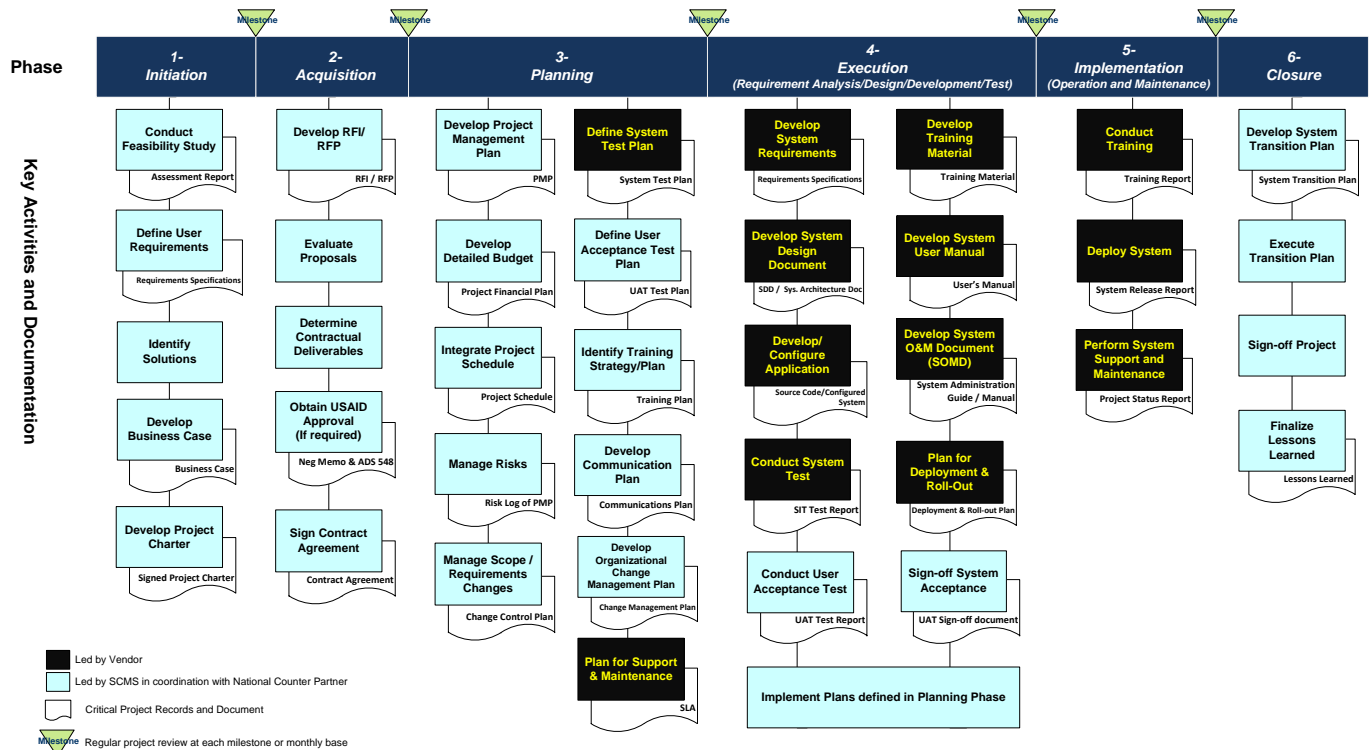 Milestone
Milestone
Milestone
Milestone
Milestone
Phase
1-
Initiation
2-
Acquisition
3-
Planning
4-
Execution
(Requirement Analysis/Design/Development/Test)
5-
Implementation
(Operation and Maintenance)
6-
Closure
Key Activities and Documentation
Conduct
Feasibility Study
Assessment Report
Define User
Requirements
Requirements Specifications
Identify
Solutions
Develop
Business Case
Business Case
Develop Project
Charter
Signed Project Charter
Develop RFI/
RFP
RFI / RFP
Evaluate
Proposals
Determine
Contractual
Deliverables
Obtain USAID
Approval
(If required)
Neg Memo & ADS 548
Sign Contract
Agreement
Contract Agreement
Develop Project
Management
Plan
PMP
Develop
Detailed Budget
Project Financial Plan
Integrate Project
Schedule
Project Schedule
Manage Risks
Risk Log of PMP
Manage Scope /
Requirements
Changes
Change Control Plan
Define System
Test Plan
System Test Plan
Define User
Acceptance Test
Plan
UAT Test Plan
Identify Training
Strategy/Plan
Training Plan
Develop
Communication
Plan
Communications Plan
Develop
Organizational
Change
Management Plan
Change Management Plan
Plan for Support
& Maintenance
SLA
Develop
System
Requirements
Requirements Specifications
Develop System
Design
Document
SDD / Sys. Architecture Doc
Develop/
Configure
Application
Source Code/Configured
System
Conduct System
Test
SIT Test Report
Conduct User
Acceptance Test
UAT Test Report
Develop
Training
Material
Training Material
Develop System
User Manual
User's Manual
Develop System
O&M Document
(SOMD)
System Administration
Guide / Manual
Plan for
Deployment &
Roll-Out
Deployment & Roll-out Plan
Sign-off System
Acceptance
UAT Sign-off document
Implement Plans defined in Planning Phase
Conduct
Training
Training Report
Deploy System
System Release Report
Perform System
Support and
Maintenance
Project Status Report
Develop System
Transition Plan
System Transition Plan
Execute
Transition Plan
Sign-off Project
Finalize
Lessons
Learned
Lessons Learned
Led by Vendor
Led by SCMS in coordination with National Counter Partner
Critical Project Records and Document
Milestone Regular project review at each milestone or monthly base